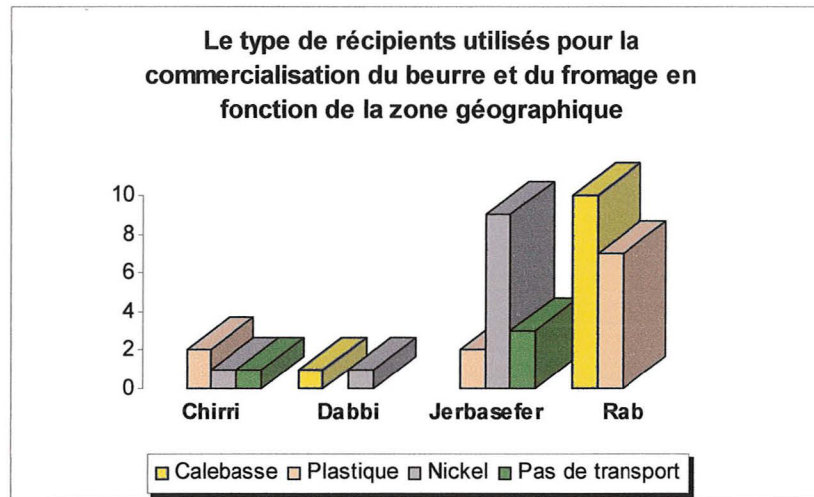 Le type de récipients utilisés pour la
commercialisation du beurre et du fromage en
fonction de la zone géographique
10
8
6
4
2
0
Chirri Dabbi Jerbasefer Rab
Calebasse Plastique Nickel Pas de transport